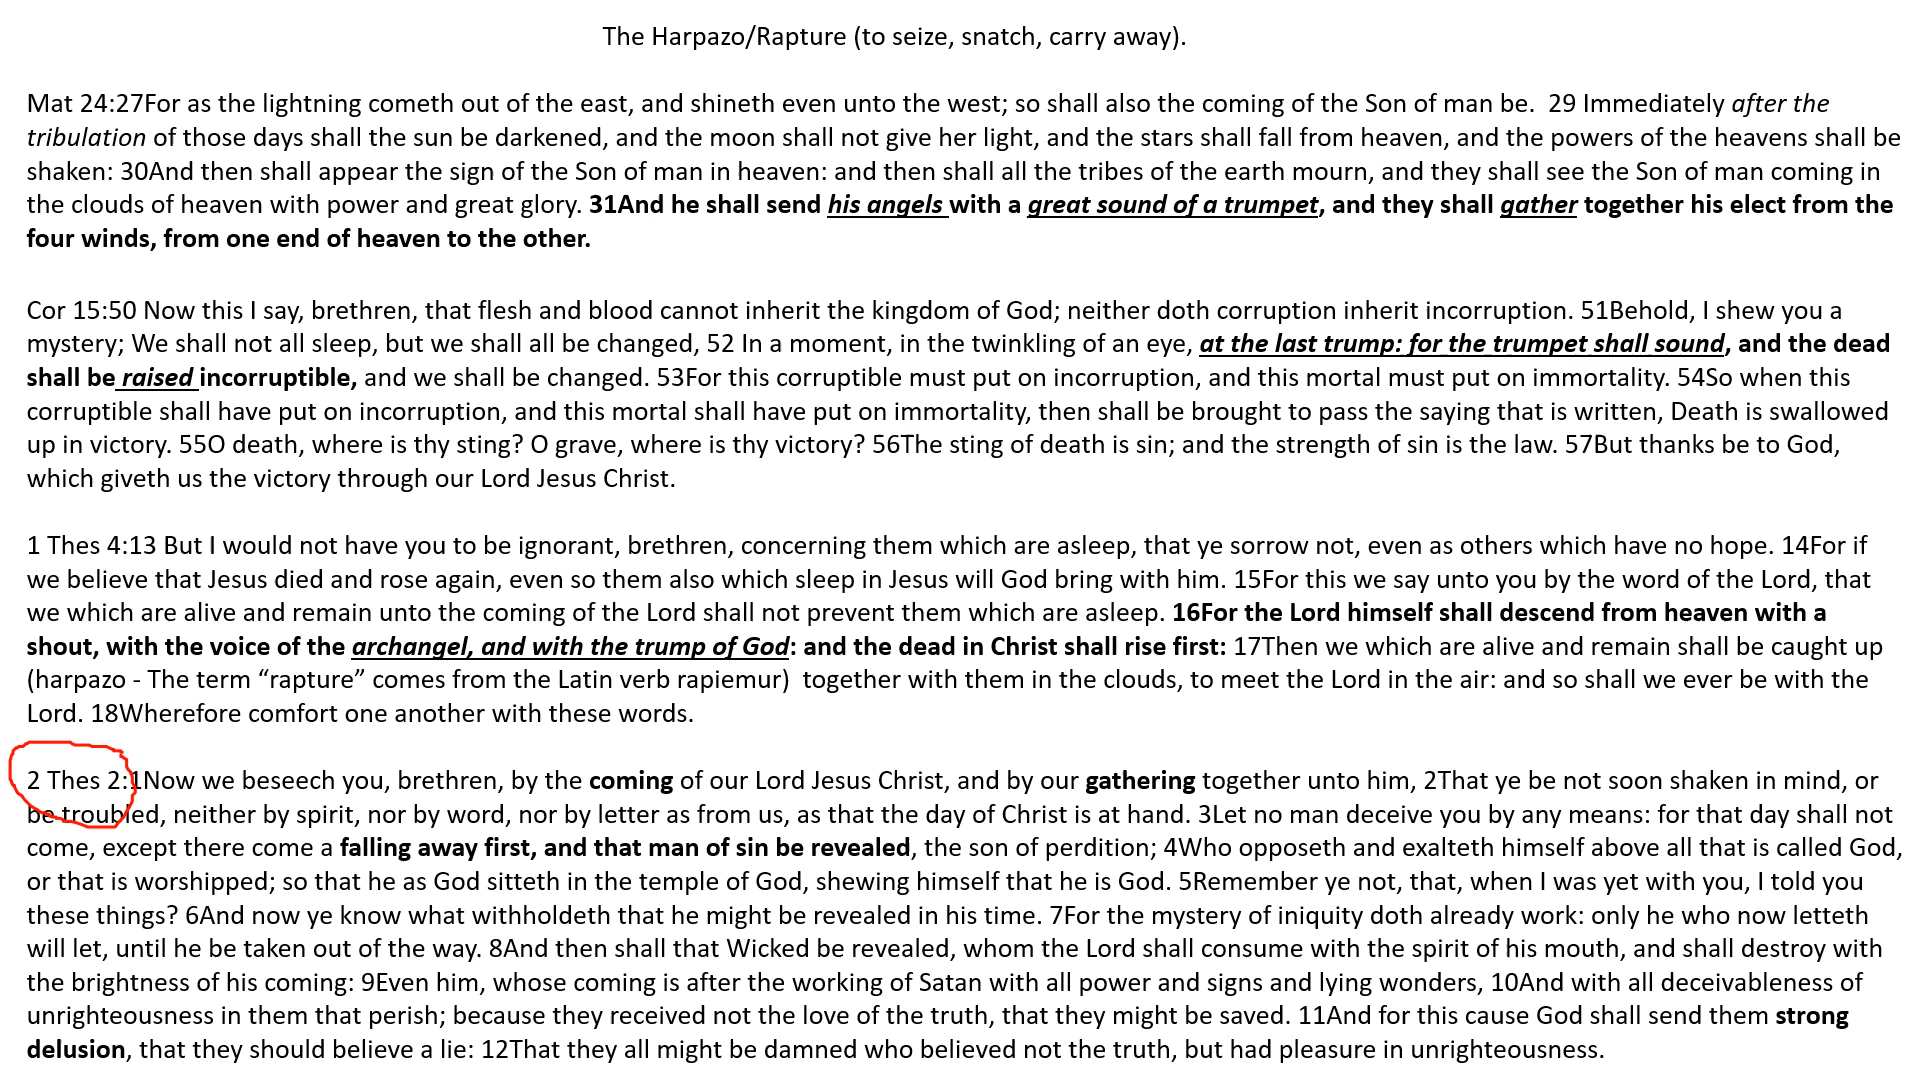 The Harpazo/Rapture (to seize, snatch, carry away).
Mat 24:27For as the lightning cometh out of the east, and shineth even unto the west; so shall also the coming of the Son of man be.  29 Immediately after the
tribulation of those days shall the sun be darkened, and the moon shall not give her light, and the stars shall fall from heaven, and the powers of the heavens shall be
shaken: 30And then shall appear the sign of the Son of man in heaven: and then shall all the tribes of the earth mourn, and they shall see the Son of man coming in
the clouds of heaven with power and great glory. 31And he shall send his angels with a great sound of a trumpet, and they shall gather together his elect from the
four winds, from one end of heaven to the other.
Cor 15:50 Now this I say, brethren, that flesh and blood cannot inherit the kingdom of God; neither doth corruption inherit incorruption. 51Behold, I shew you a
mystery; We shall not all sleep, but we shall all be changed, 52 In a moment, in the twinkling of an eye, at the last trump: for the trumpet shall sound, and the dead
shall be raised incorruptible, and we shall be changed. 53For this corruptible must put on incorruption, and this mortal must put on immortality. 54So when this
corruptible shall have put on incorruption, and this mortal shall have put on immortality, then shall be brought to pass the saying that is written, Death is swallowed
up in victory. 55O death, where is thy sting? O grave, where is thy victory? 56The sting of death is sin; and the strength of sin is the law. 57But thanks be to God,
which giveth us the victory through our Lord Jesus Christ.
1 Thes 4:13 But I would not have you to be ignorant, brethren, concerning them which are asleep, that ye sorrow not, even as others which have no hope. 14For if
we believe that Jesus died and rose again, even so them also which sleep in Jesus will God bring with him. 15For this we say unto you by the word of the Lord, that
we which are alive and remain unto the coming of the Lord shall not prevent them which are asleep. 16For the Lord himself shall descend from heaven with a
shout, with the voice of the archangel, and with the trump of God: and the dead in Christ shall rise first: 17Then we which are alive and remain shall be caught up
(harpazo - The term “rapture” comes from the Latin verb rapiemur)  together with them in the clouds, to meet the Lord in the air: and so shall we ever be with the
Lord. 18Wherefore comfort one another with these words.
2 Thes 2:1Now we beseech you, brethren, by the coming of our Lord Jesus Christ, and by our gathering together unto him, 2That ye be not soon shaken in mind, or
be troubled, neither by spirit, nor by word, nor by letter as from us, as that the day of Christ is at hand. 3Let no man deceive you by any means: for that day shall not
come, except there come a falling away first, and that man of sin be revealed, the son of perdition; 4Who opposeth and exalteth himself above all that is called God,
or that is worshipped; so that he as God sitteth in the temple of God, shewing himself that he is God. 5Remember ye not, that, when I was yet with you, I told you
these things? 6And now ye know what withholdeth that he might be revealed in his time. 7For the mystery of iniquity doth already work: only he who now letteth
will let, until he be taken out of the way. 8And then shall that Wicked be revealed, whom the Lord shall consume with the spirit of his mouth, and shall destroy with
the brightness of his coming: 9Even him, whose coming is after the working of Satan with all power and signs and lying wonders, 10And with all deceivableness of
unrighteousness in them that perish; because they received not the love of the truth, that they might be saved. 11And for this cause God shall send them strong
delusion, that they should believe a lie: 12That they all might be damned who believed not the truth, but had pleasure in unrighteousness.